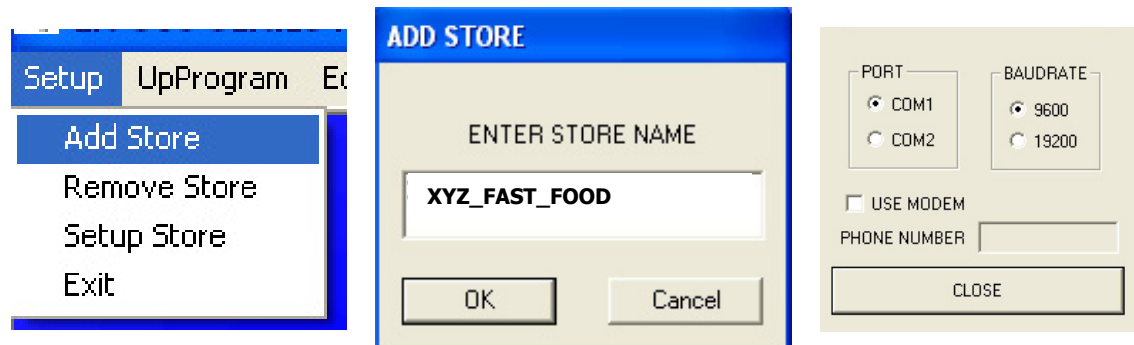 Setup UpProgram
Add Store
Remove Store
Setup Store
Exit
ADD STORE
ENTER STORE NAME
XYZ_FAST_FOOD
OK Cancel
PORT BAUDRATE
COM1 9600
COM2 19200
USE MODEM
PHONE NUMBER
CLOSE